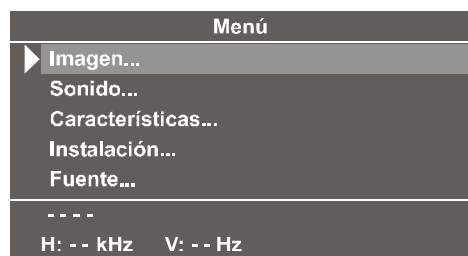 Menú
Imagen...
Sonido...
Características...
Instalación...
Fuente...
- - - -
H: - - kHz V: - - Hz